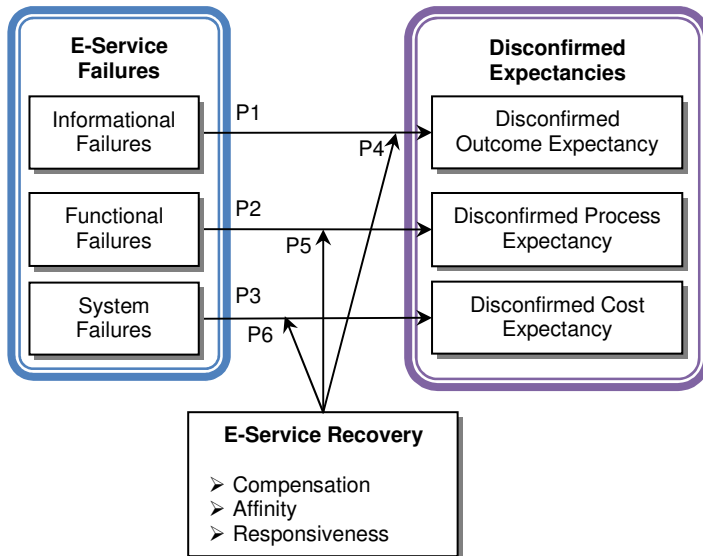 E-Service
Failures
Informational
Failures
Functional
Failures
System
Failures
P1
P2
P3
P4
P5
P6
Disconfirmed
Expectancies
Disconfirmed
Outcome Expectancy
Disconfirmed Process
Expectancy
Disconfirmed Cost
Expectancy
E-Service Recovery
➢ Compensation
➢ Affinity
➢ Responsiveness